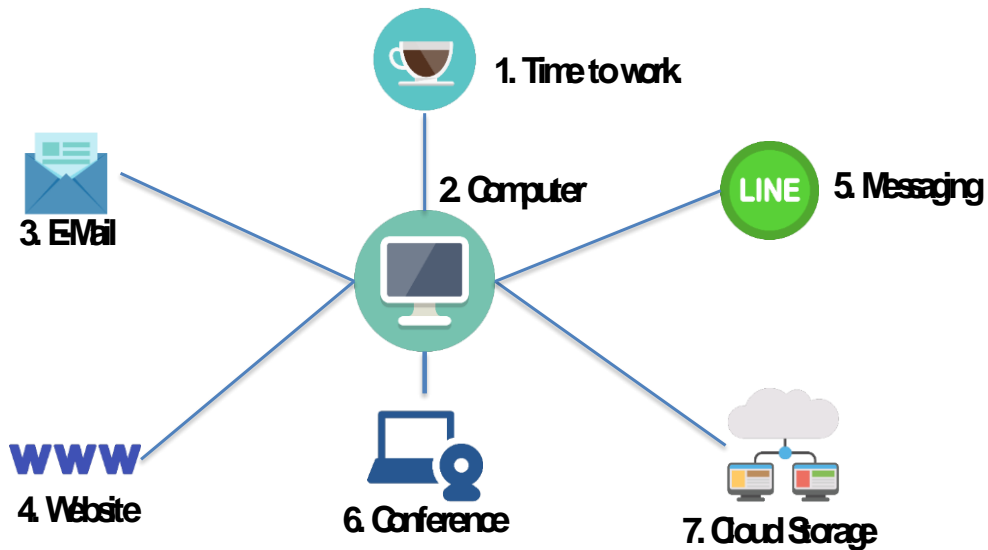 1. Time to work
2. Computer
3. E-Mail
LINE
5. Messaging
www
4. Website
6. Conference
7. Cloud Storage